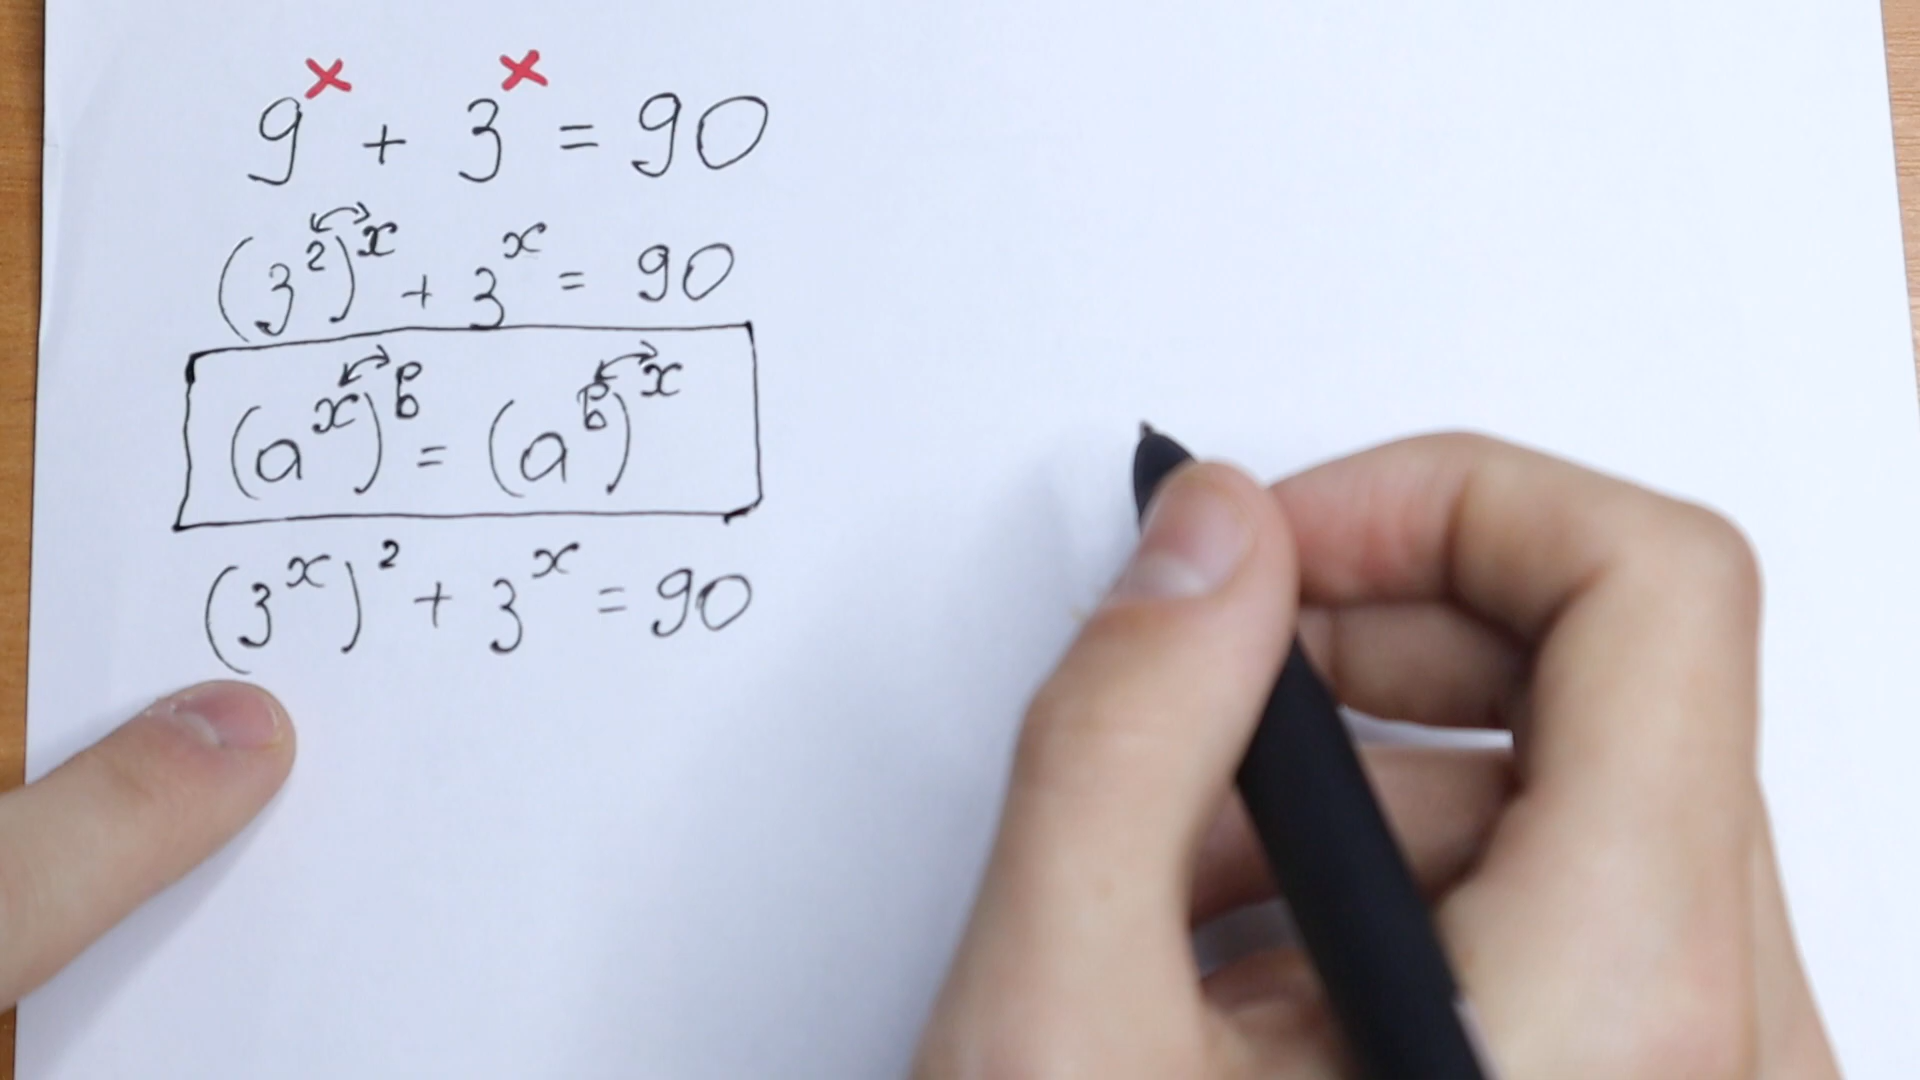 9^x + 3^x = 90
(3^2)^x + 3^x = 90
(a^x)^b = (a^b)^x
(3^x)^2 + 3^x = 90